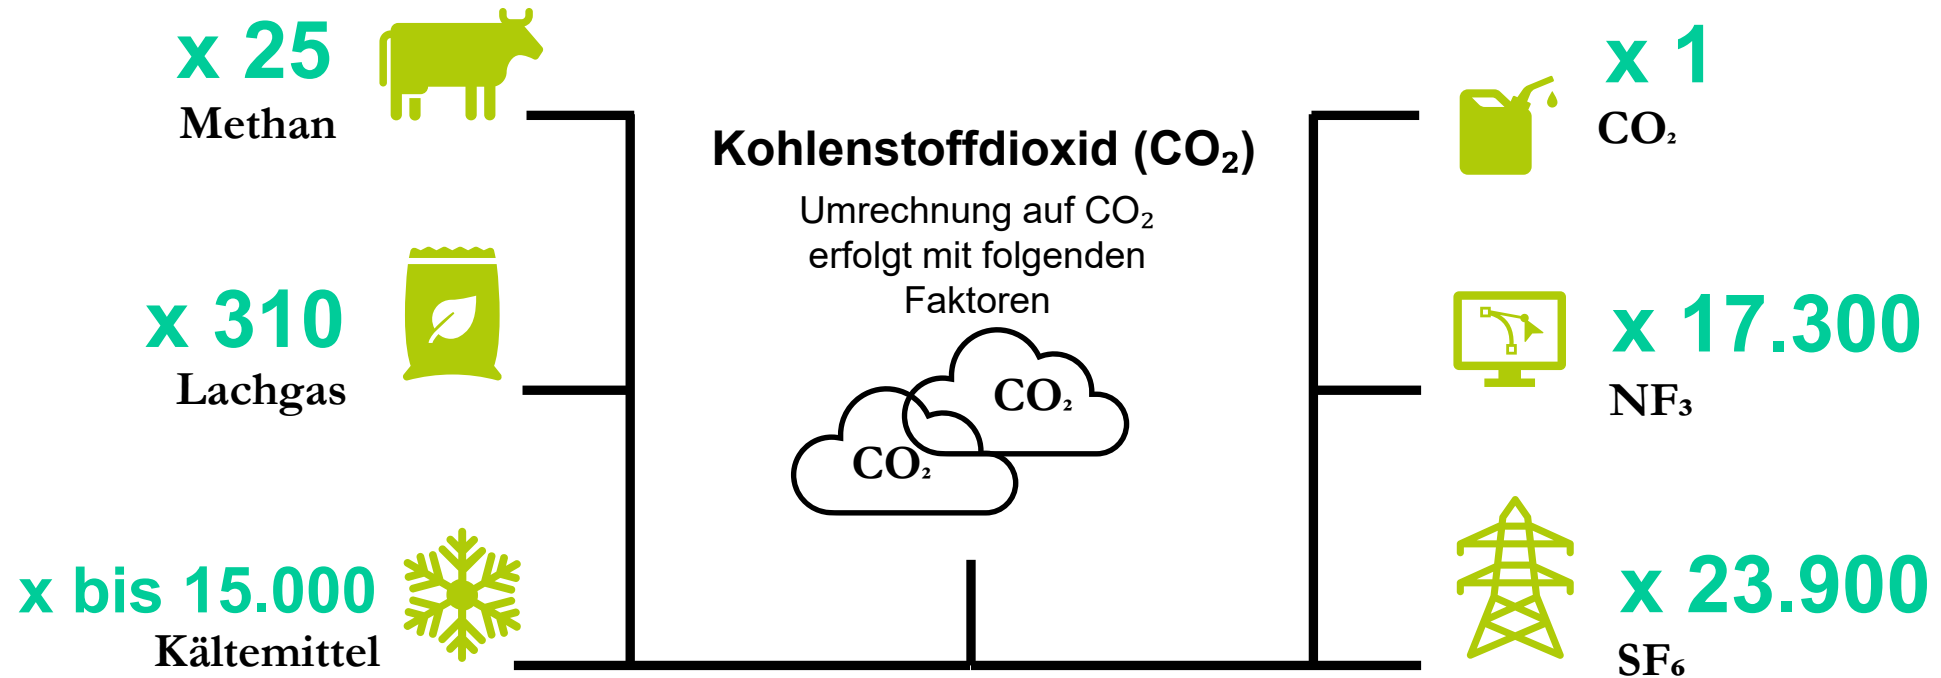 x 25
Methan
x 310
Lachgas
x bis 15.000
Kältemittel
Kohlenstoffdioxid (CO₂)
Umrechnung auf CO₂
erfolgt mit folgenden
Faktoren
CO₂
CO₂
x 1
CO₂
x 17.300
NF₃
x 23.900
SF₆